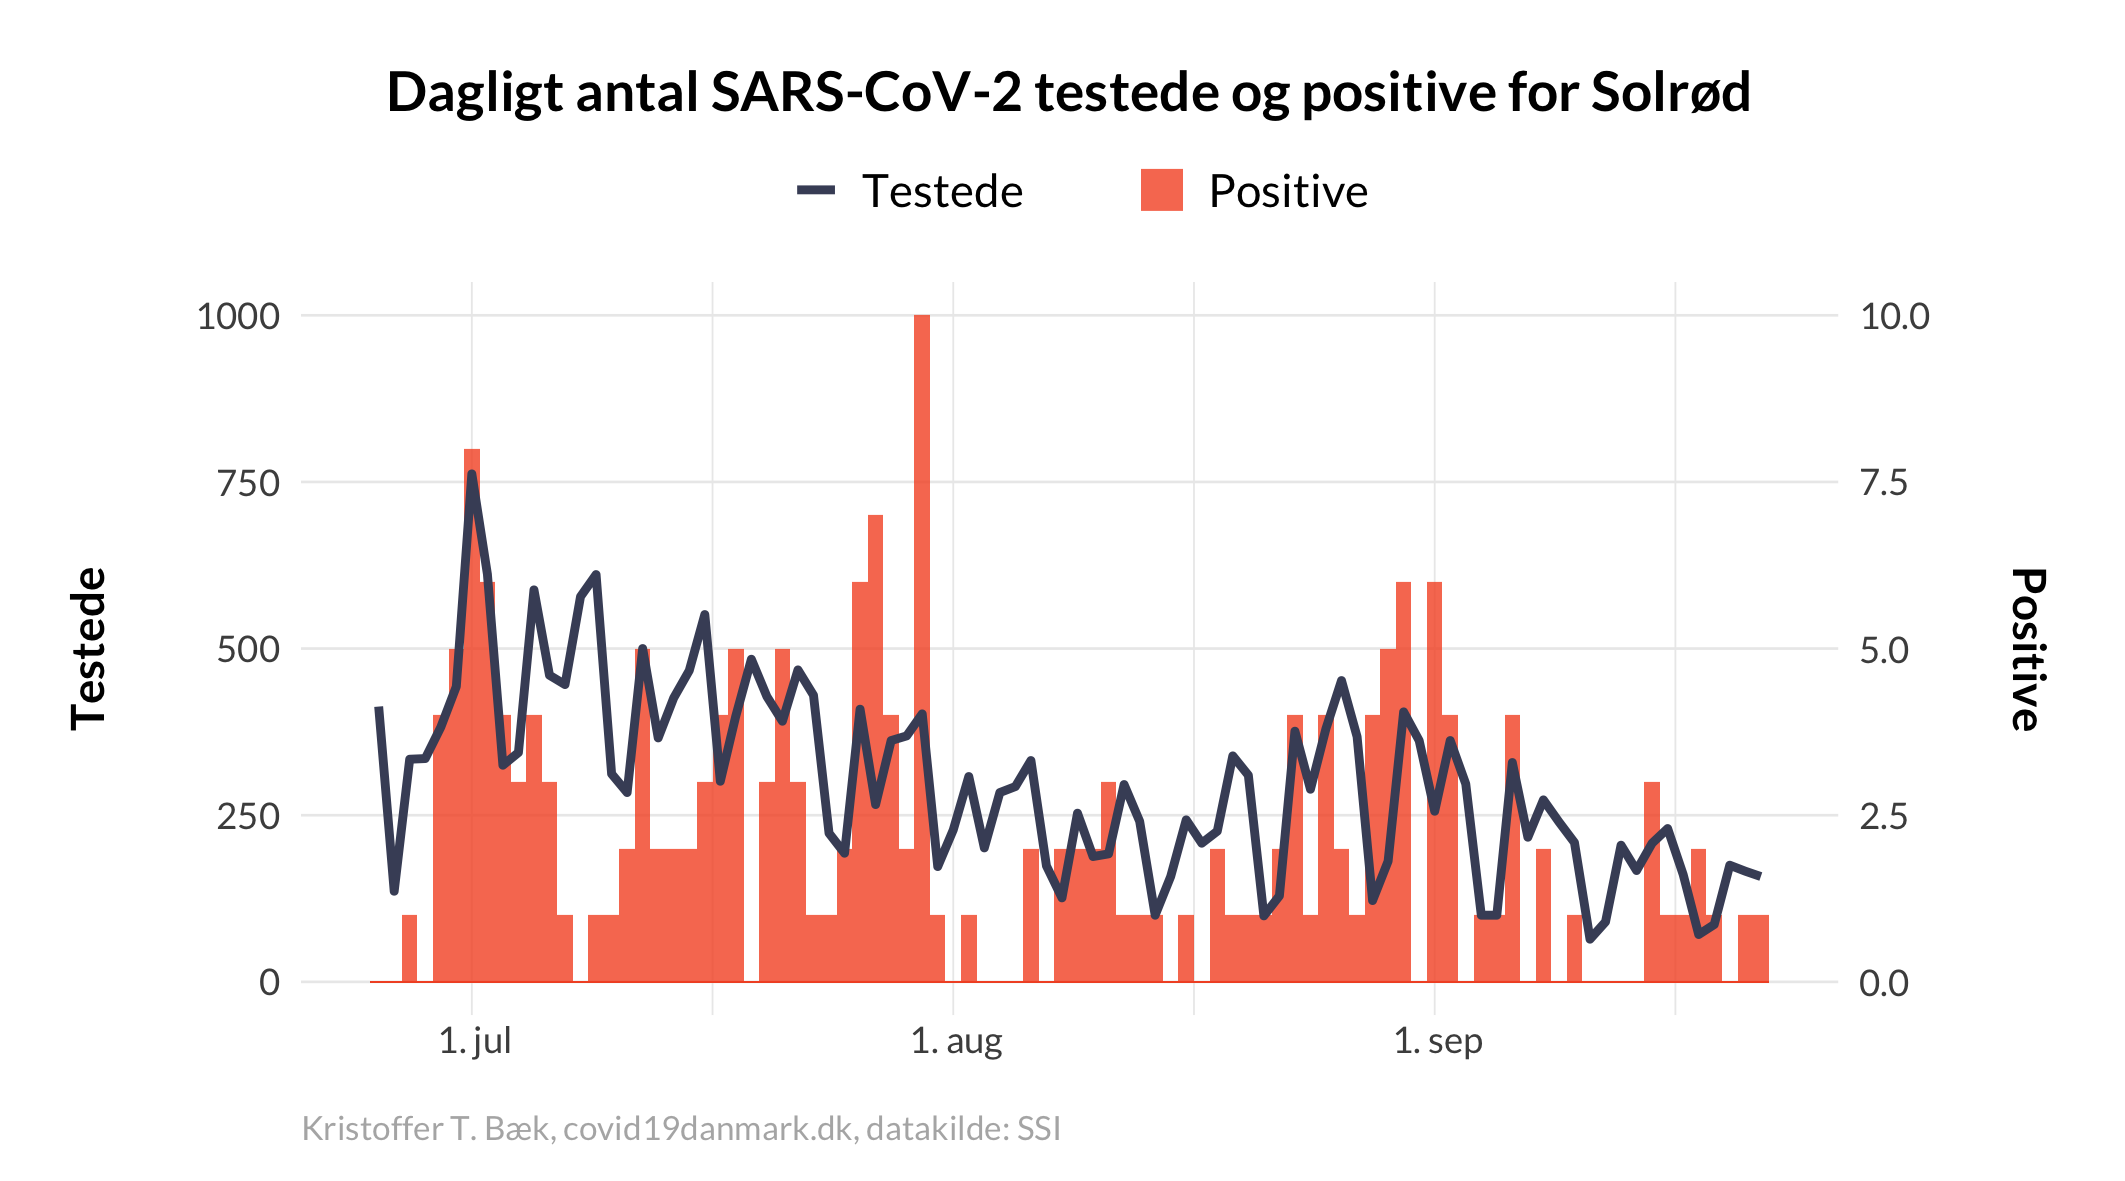 Dagligt antal SARS-CoV-2 testede og positive for Solrød
Testede
Positive
1000
750
500
250
0
10.0
7.5
5.0
2.5
0.0
Testede
Positive
1. jul
1. aug
1. sep
Kristoffer T. Bæk, covid19danmark.dk, datakilde: SSI